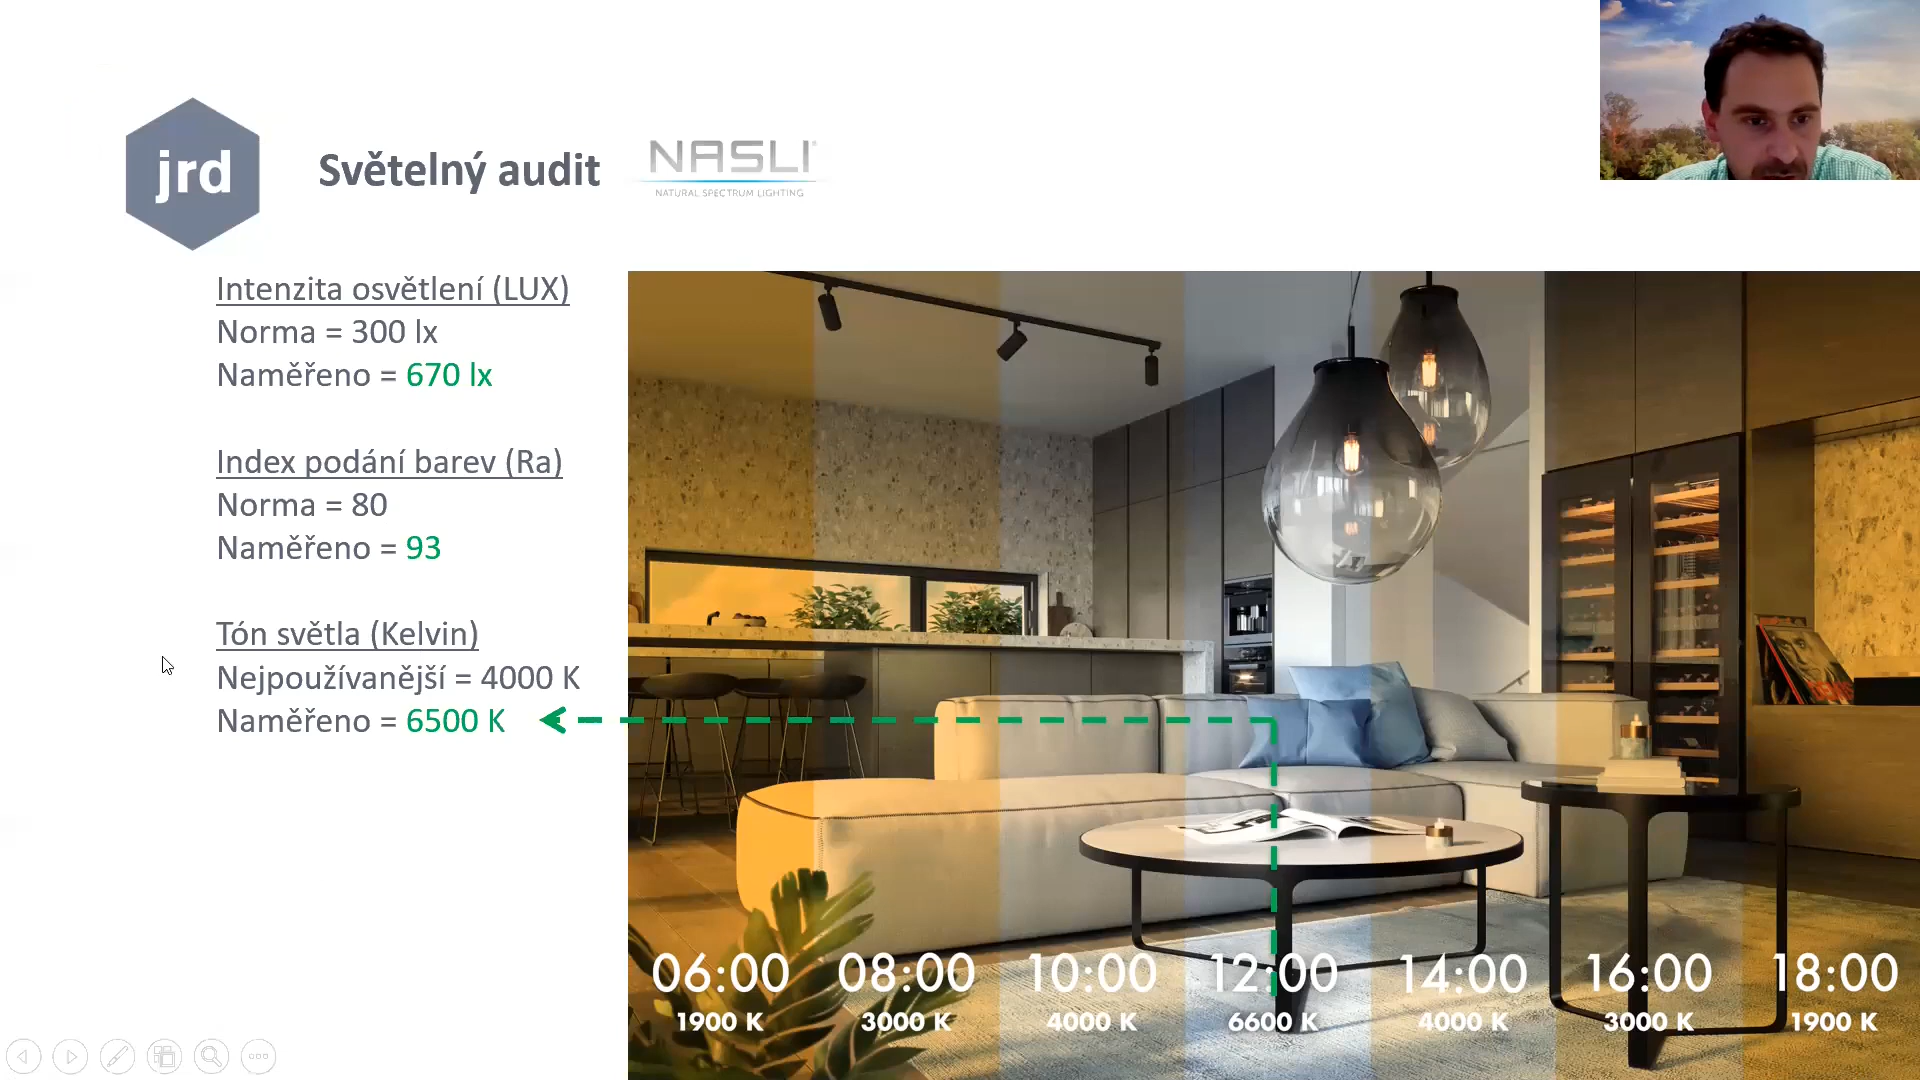 jrd
Světelný audit
NASLI
NATURAL SPECTRUM LIGHTING
Intenzita osvětlení (LUX)
Norma = 300 lx
Naměřeno = 670 lx
Index podání barev (Ra)
Norma = 80
Naměřeno = 93
Tón světla (Kelvin)
Nejpoužívanější = 4000 K
Naměřeno = 6500 K
06:00 08:00 10:00 12:00 14:00 16:00 18:00
1900 K 3000 K 4000 K 6600 K 4000 K 3000 K 1900 K